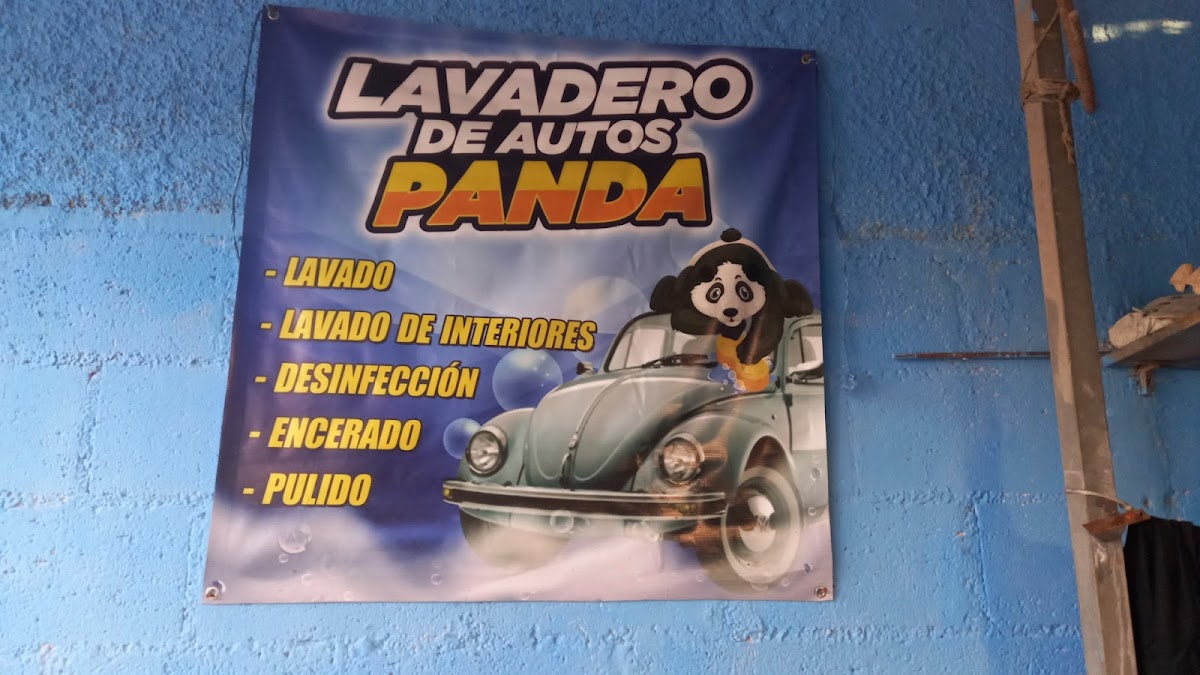 LAVADERO
DE AUTOS
PANDA
- LAVADO
- LAVADO DE INTERIORES
- DESINFECCIÓN
- ENCERADO
- PULIDO